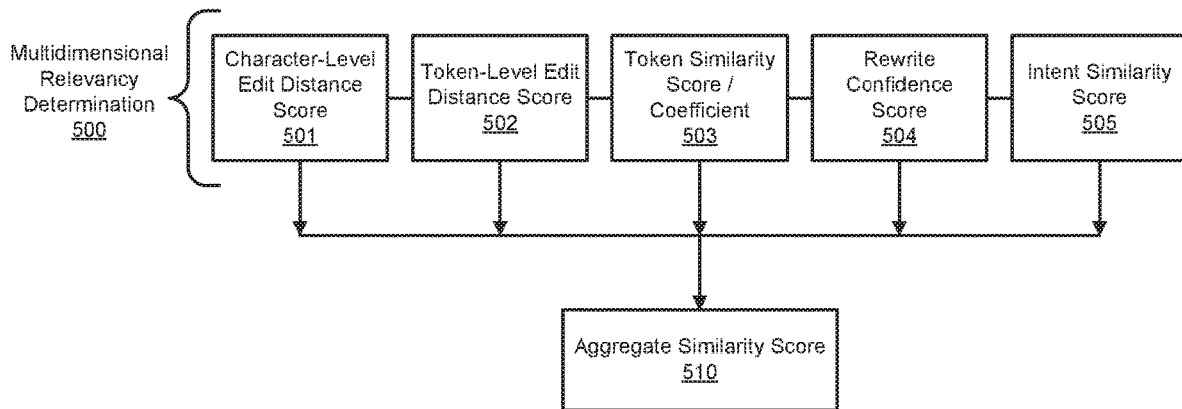 Multidimensional
Relevancy
Determination
500
Character-Level
Edit Distance
Score
501
Token-Level Edit
Distance Score
502
Token Similarity
Score /
Coefficient
503
Rewrite
Confidence
Score
504
Intent Similarity
Score
505
Aggregate Similarity Score
510